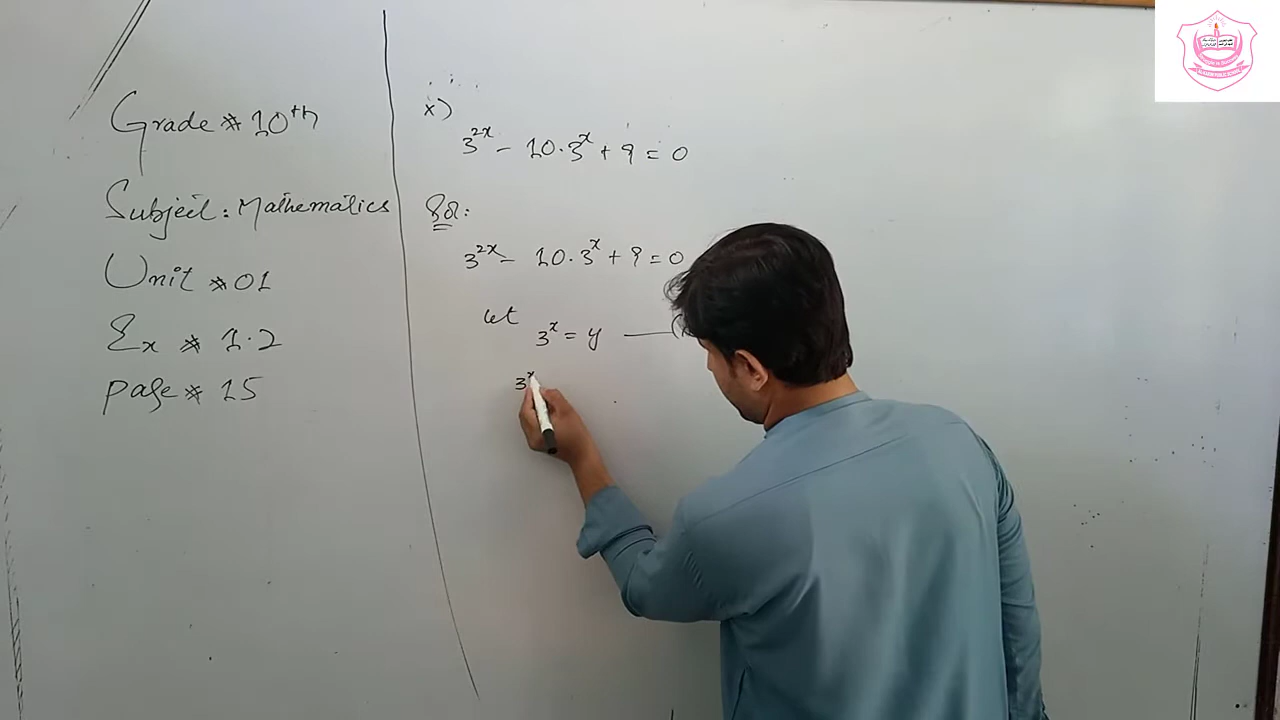 Grade * 10th
Subject: Mathematics
Unit * 01
Ex * 1.2
Page * 15
x)
3^{2x} - 10.3^x + 9 = 0
Sol:
3^{2x} - 10.3^x + 9 = 0
let 3^x = y
3^x